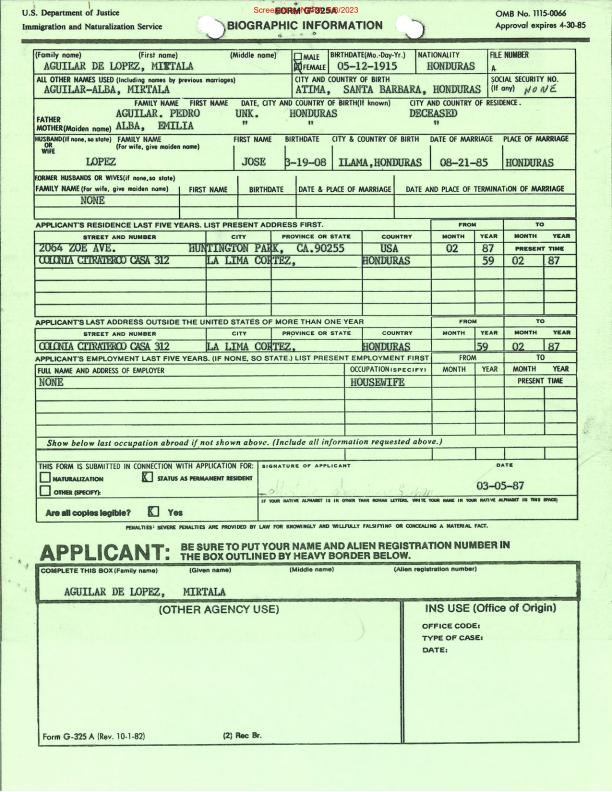 U.S. Department of Justice
Immigration and Naturalization Service
FORM G-325A
BIOGRAPHIC INFORMATION
OMB No. 1115-0066
Approval expires 4-30-85
(Family name) (First name) (Middle name) MALE FEMALE BIRTHDATE(Mo.-Day-Yr.) NATIONALITY FILE NUMBER
AGUILAR DE LOPEZ, MIRTALA X 05-12-1915 HONDURAS A.
ALL OTHER NAMES USED (Including names by previous marriages) CITY AND COUNTRY OF BIRTH SOCIAL SECURITY NO. (If any)
AGUILAR-ALBA, MIRTALA ATIMA, SANTA BARBARA, HONDURAS NONE
FAMILY NAME FIRST NAME DATE, CITY AND COUNTRY OF BIRTH(If known) CITY AND COUNTRY OF RESIDENCE.
FATHER AGUILAR. PEDRO UNK. HONDURAS DECEASED
MOTHER(Maiden name) ALBA, EMILIA " " "
HUSBAND(If none, so state) OR WIFE FAMILY NAME (For wife, give maiden name) FIRST NAME BIRTHDATE CITY & COUNTRY OF BIRTH DATE OF MARRIAGE PLACE OF MARRIAGE
LOPEZ JOSE 3-19-08 ILAMA,HONDURAS 08-21-85 HONDURAS
FORMER HUSBANDS OR WIVES(if none,so state)
FAMILY NAME (For wife, give maiden name) FIRST NAME BIRTHDATE DATE & PLACE OF MARRIAGE DATE AND PLACE OF TERMINATION OF MARRIAGE
NONE
APPLICANT'S RESIDENCE LAST FIVE YEARS. LIST PRESENT ADDRESS FIRST. FROM TO
STREET AND NUMBER CITY PROVINCE OR STATE COUNTRY MONTH YEAR MONTH YEAR
2064 ZOE AVE. HUNTINGTON PARK, CA.90255 USA 02 87 PRESENT TIME
COLONIA CITRATERCO CASA 312 LA LIMA CORTEZ, HONDURAS 59 02 87
APPLICANT'S LAST ADDRESS OUTSIDE THE UNITED STATES OF MORE THAN ONE YEAR FROM TO
STREET AND NUMBER CITY PROVINCE OR STATE COUNTRY MONTH YEAR MONTH YEAR
COLONIA CITRATERCO CASA 312 LA LIMA CORTEZ, HONDURAS 59 02 87
APPLICANT'S EMPLOYMENT LAST FIVE YEARS. (IF NONE, SO STATE.) LIST PRESENT EMPLOYMENT FIRST FROM TO
FULL NAME AND ADDRESS OF EMPLOYER OCCUPATION(SPECIFY) MONTH YEAR MONTH YEAR
NONE HOUSEWIFE PRESENT TIME
Show below last occupation abroad if not shown above. (Include all information requested above.)
THIS FORM IS SUBMITTED IN CONNECTION WITH APPLICATION FOR: SIGNATURE OF APPLICANT DATE
NATURALIZATION X STATUS AS PERMANENT RESIDENT 03-05-87
OTHER (SPECIFY):
IF YOUR NATIVE ALPHABET IS IN OTHER THAN ROMAN LETTERS, WRITE YOUR NAME IN YOUR NATIVE ALPHABET IN THIS SPACE)
Are all copies legible? X Yes
PENALTIES: SEVERE PENALTIES ARE PROVIDED BY LAW FOR KNOWINGLY AND WILLFULLY FALSIFYING OR CONCEALING A MATERIAL FACT.
APPLICANT: BE SURE TO PUT YOUR NAME AND ALIEN REGISTRATION NUMBER IN
THE BOX OUTLINED BY HEAVY BORDER BELOW.
COMPLETE THIS BOX (Family name) (Given name) (Middle name) (Alien registration number)
AGUILAR DE LOPEZ, MIRTALA
(OTHER AGENCY USE) INS USE (Office of Origin)
OFFICE CODE:
TYPE OF CASE:
DATE:
Form G-325 A (Rev. 10-1-82) (2) Rec Br.